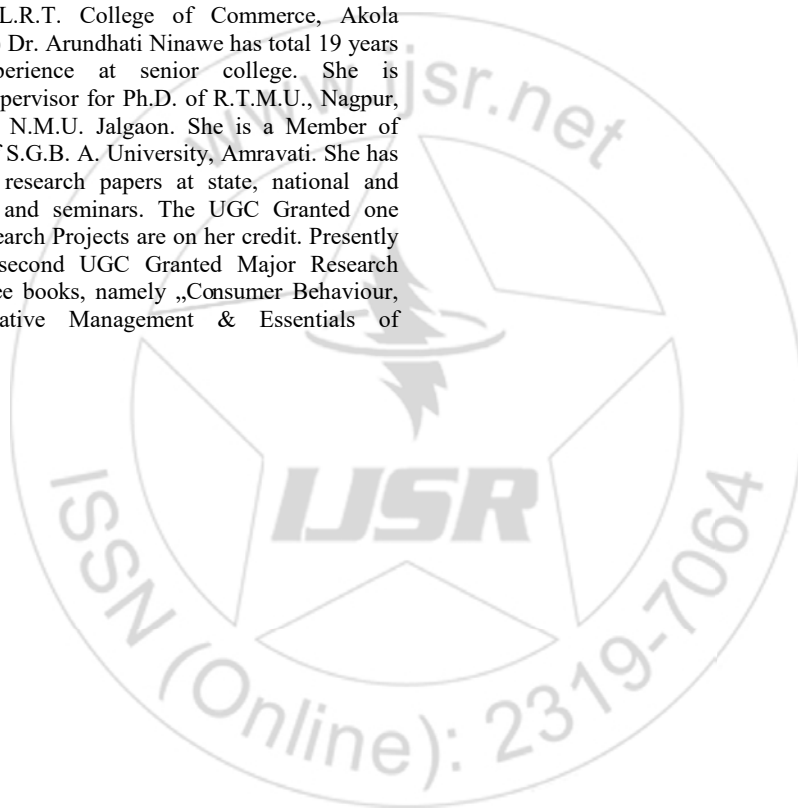 L.R.T. College of Commerce, Akola
Dr. Arundhati Ninawe has total 19 years
perience at senior college. She is
pervisor for Ph.D. of R.T.M.U., Nagpur,
N.M.U. Jalgaon. She is a Member of
f S.G.B. A. University, Amravati. She has
research papers at state, national and
and seminars. The UGC Granted one
earch Projects are on her credit. Presently
second UGC Granted Major Research
ee books, namely „Consumer Behaviour,
ative Management & Essentials of
www.ijsr.net
IJSR
ISSN (Online): 2319-7064